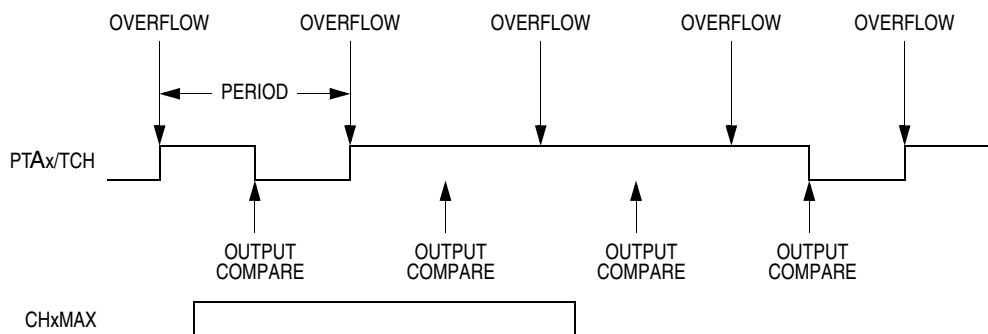 OVERFLOW OVERFLOW OVERFLOW OVERFLOW OVERFLOW
PERIOD
PTAx/TCH
OUTPUT COMPARE
OUTPUT COMPARE
OUTPUT COMPARE
OUTPUT COMPARE
CHxMAX